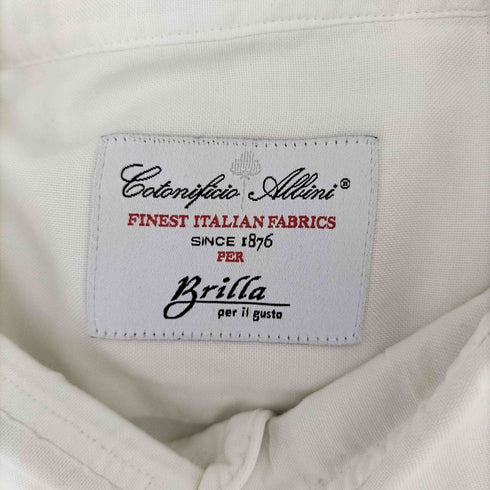 Cotonificio Albini®
FINEST ITALIAN FABRICS
SINCE 1876
PER
Brilla
per il gusto